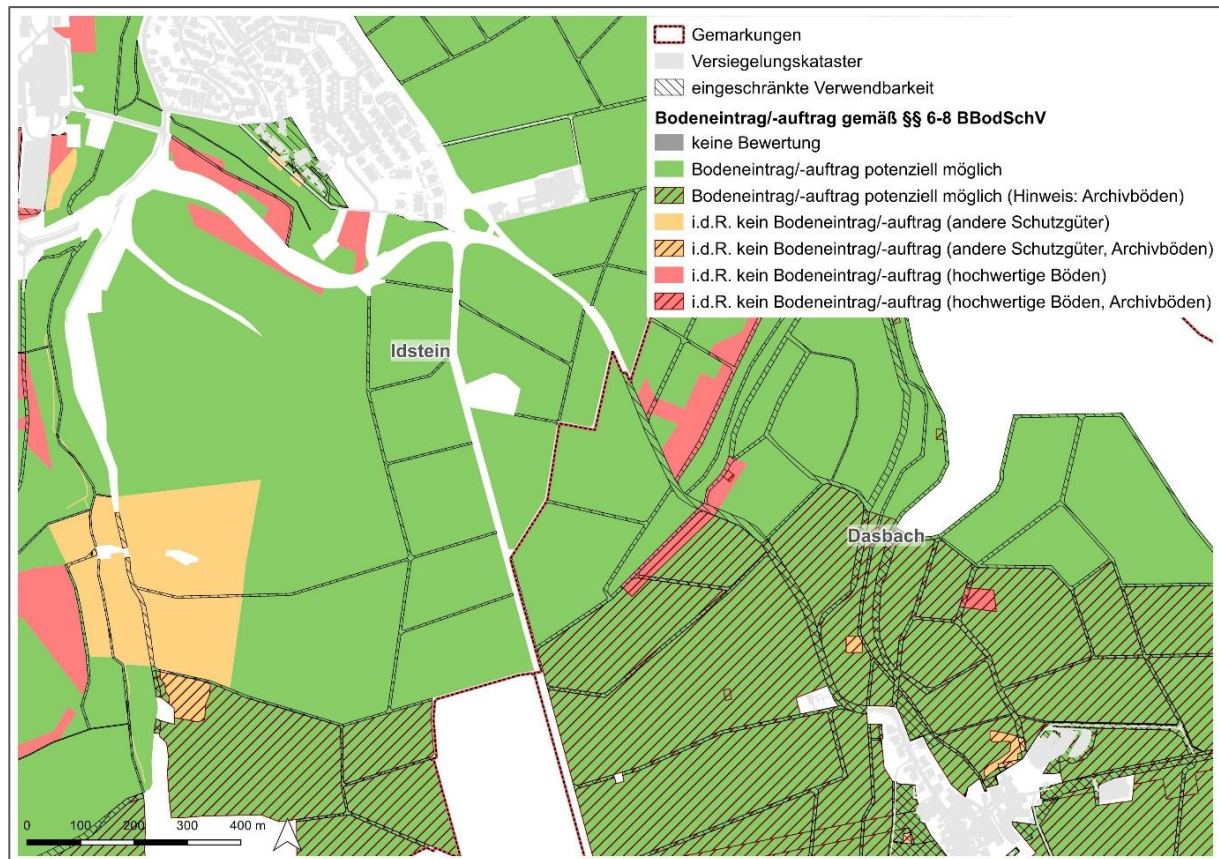 Gemarkungen
Versiegelungskataster
eingeschränkte Verwendbarkeit
Bodeneintrag/-auftrag gemäß §§ 6-8 BBodSchV
keine Bewertung
Bodeneintrag/-auftrag potenziell möglich
Bodeneintrag/-auftrag potenziell möglich (Hinweis: Archivböden)
i.d.R. kein Bodeneintrag/-auftrag (andere Schutzgüter)
i.d.R. kein Bodeneintrag/-auftrag (andere Schutzgüter, Archivböden)
i.d.R. kein Bodeneintrag/-auftrag (hochwertige Böden)
i.d.R. kein Bodeneintrag/-auftrag (hochwertige Böden, Archivböden)
Idstein
Dasbach
0 100 200 300 400 m